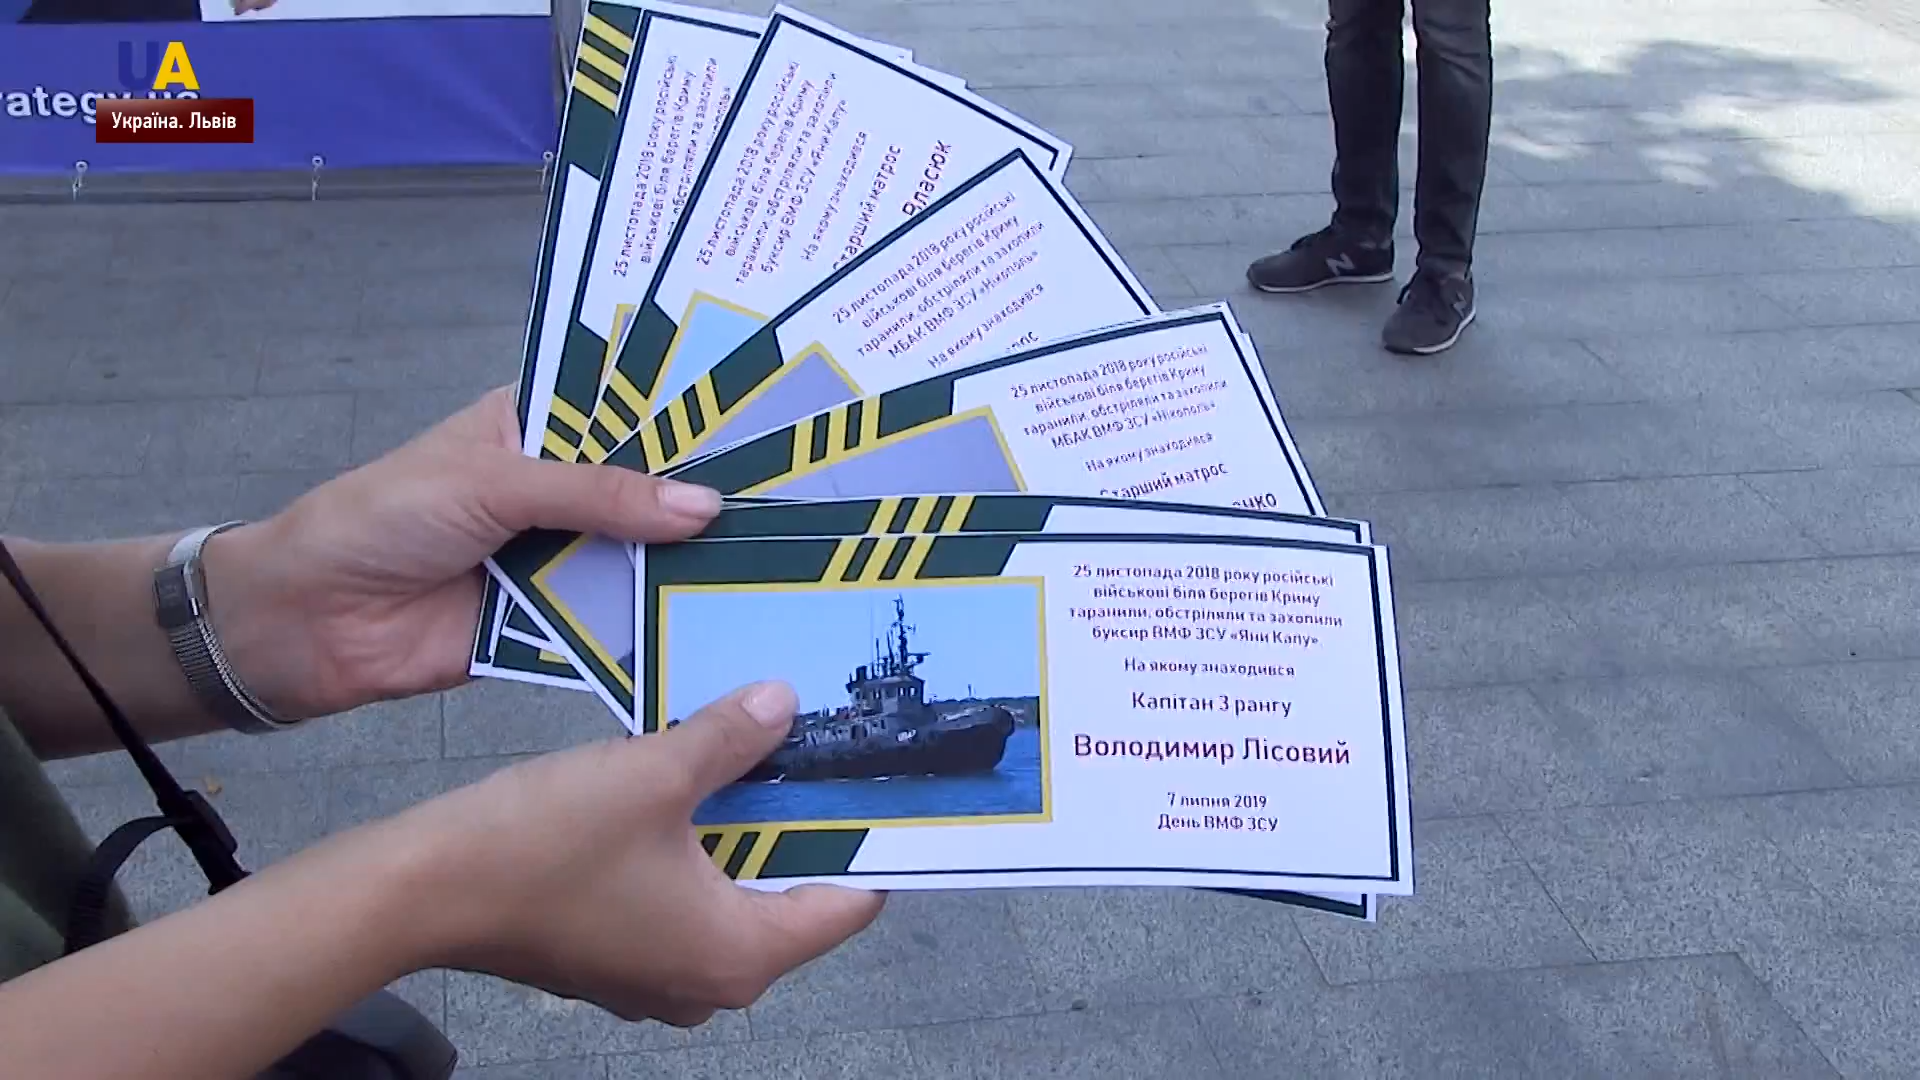 UA
rategy.ua
Україна. Львів
25 листопада 2018 року російські
військові біля берегів Криму
обстріляли та захопили
25 листопада 2018 року російські
військові біля берегів Криму
таранили, обстріляли та захопили
буксир ВМФ ЗСУ «Яни Капу»
На якому знаходився
Старший матрос
Власюк
25 листопада 2018 року російські
військові біля берегів Криму
таранили, обстріляли та захопили
МБАК ВМФ ЗСУ «Нікополь»
На якому знаходився
25 листопада 2018 року російські
військові біля берегів Криму
таранили, обстріляли та захопили
МБАК ВМФ ЗСУ «Нікополь»
На якому знаходився
Старший матрос
25 листопада 2018 року російські
військові біля берегів Криму
таранили, обстріляли та захопили
буксир ВМФ ЗСУ «Яни Капу»
На якому знаходився
Капітан 3 рангу
Володимир Лісовий
7 липня 2019
День ВМФ ЗСУ